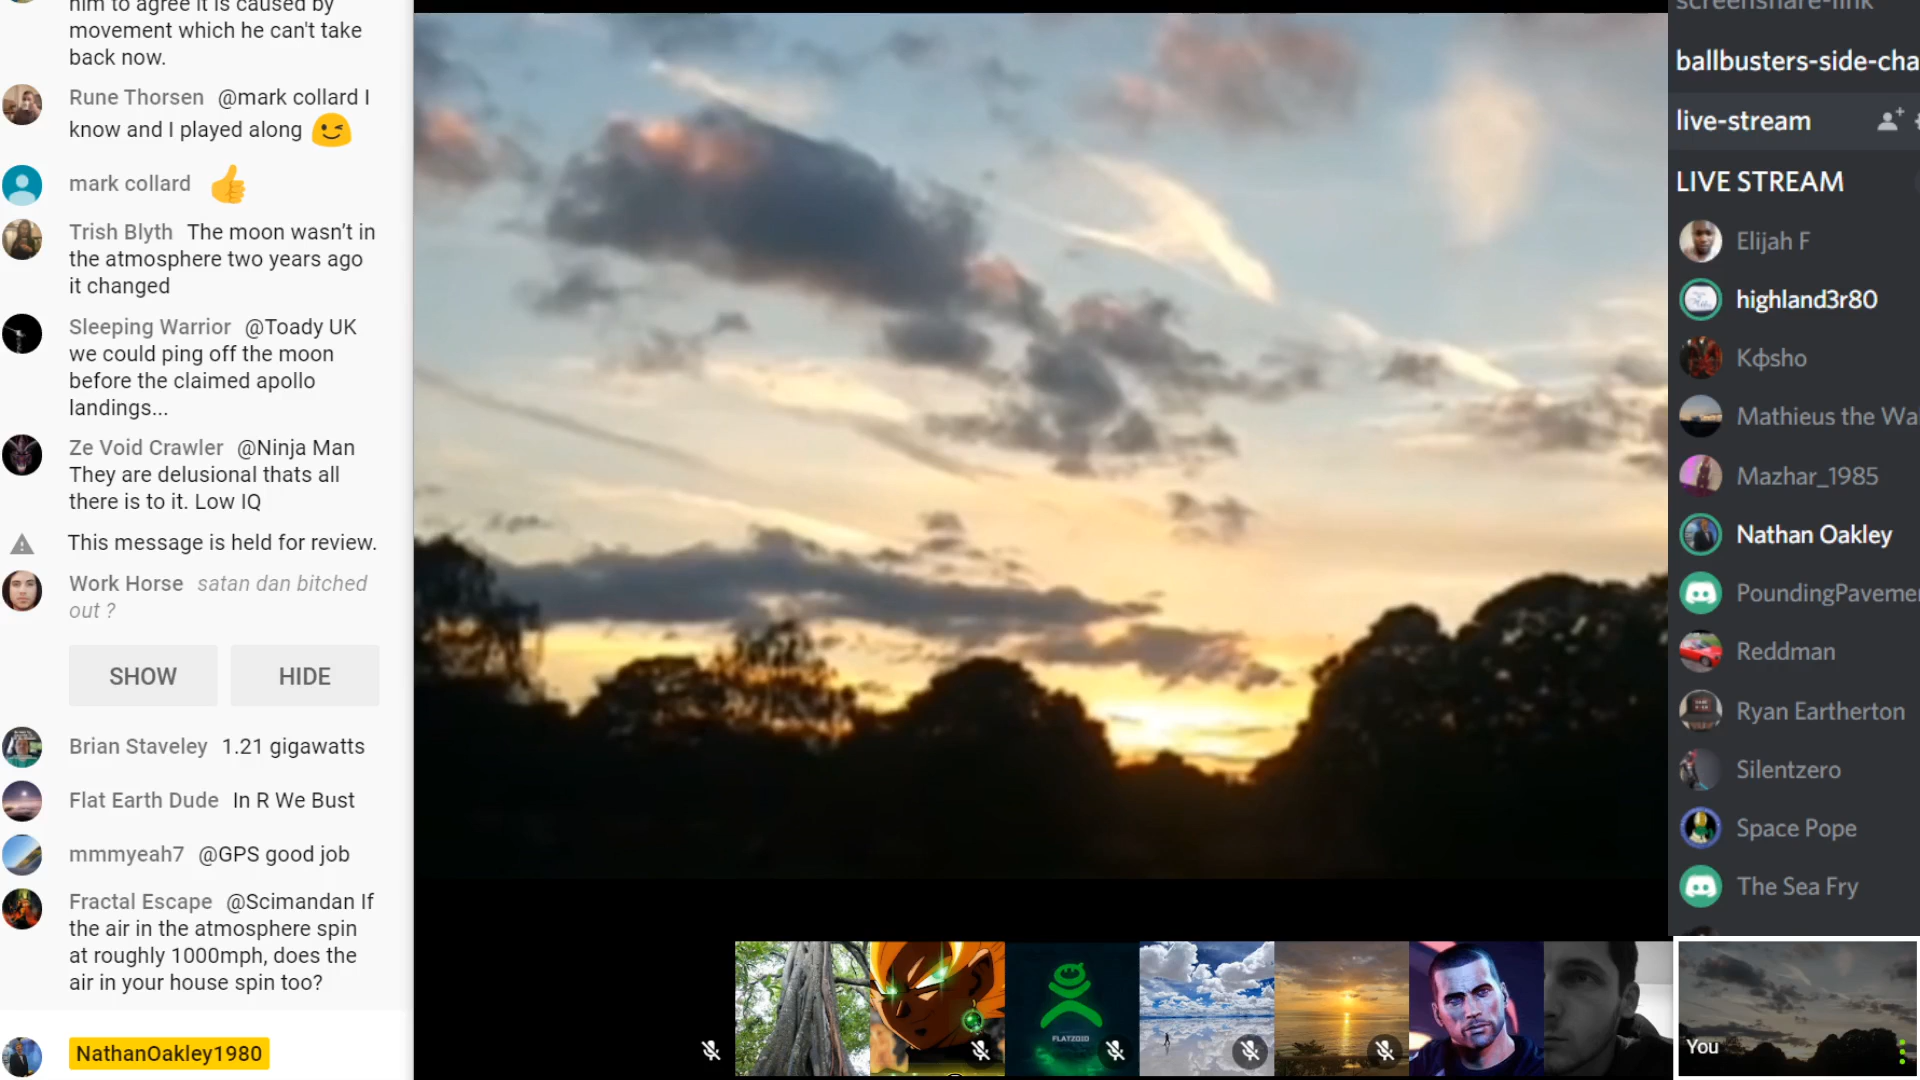 him to agree it is caused by
movement which he can't take
back now.
Rune Thorsen @mark collard I
know and I played along
mark collard
Trish Blyth The moon wasn't in
the atmosphere two years ago
it changed
Sleeping Warrior @Toady UK
we could ping off the moon
before the claimed apollo
landings...
Ze Void Crawler @Ninja Man
They are delusional thats all
there is to it. Low IQ
This message is held for review.
Work Horse satan dan bitched
out ?
SHOW HIDE
Brian Staveley 1.21 gigawatts
Flat Earth Dude In R We Bust
mmmyeah7 @GPS good job
Fractal Escape @Scimandan If
the air in the atmosphere spin
at roughly 1000mph, does the
air in your house spin too?
NathanOakley1980
FLATZOID
screenshare-link
ballbusters-side-cha
live-stream
LIVE STREAM
Elijah F
highland3r80
Kфsho
Mathieus the Wa
Mazhar_1985
Nathan Oakley
PoundingPaveme
Reddman
Ryan Eartherton
Silentzero
Space Pope
The Sea Fry
You